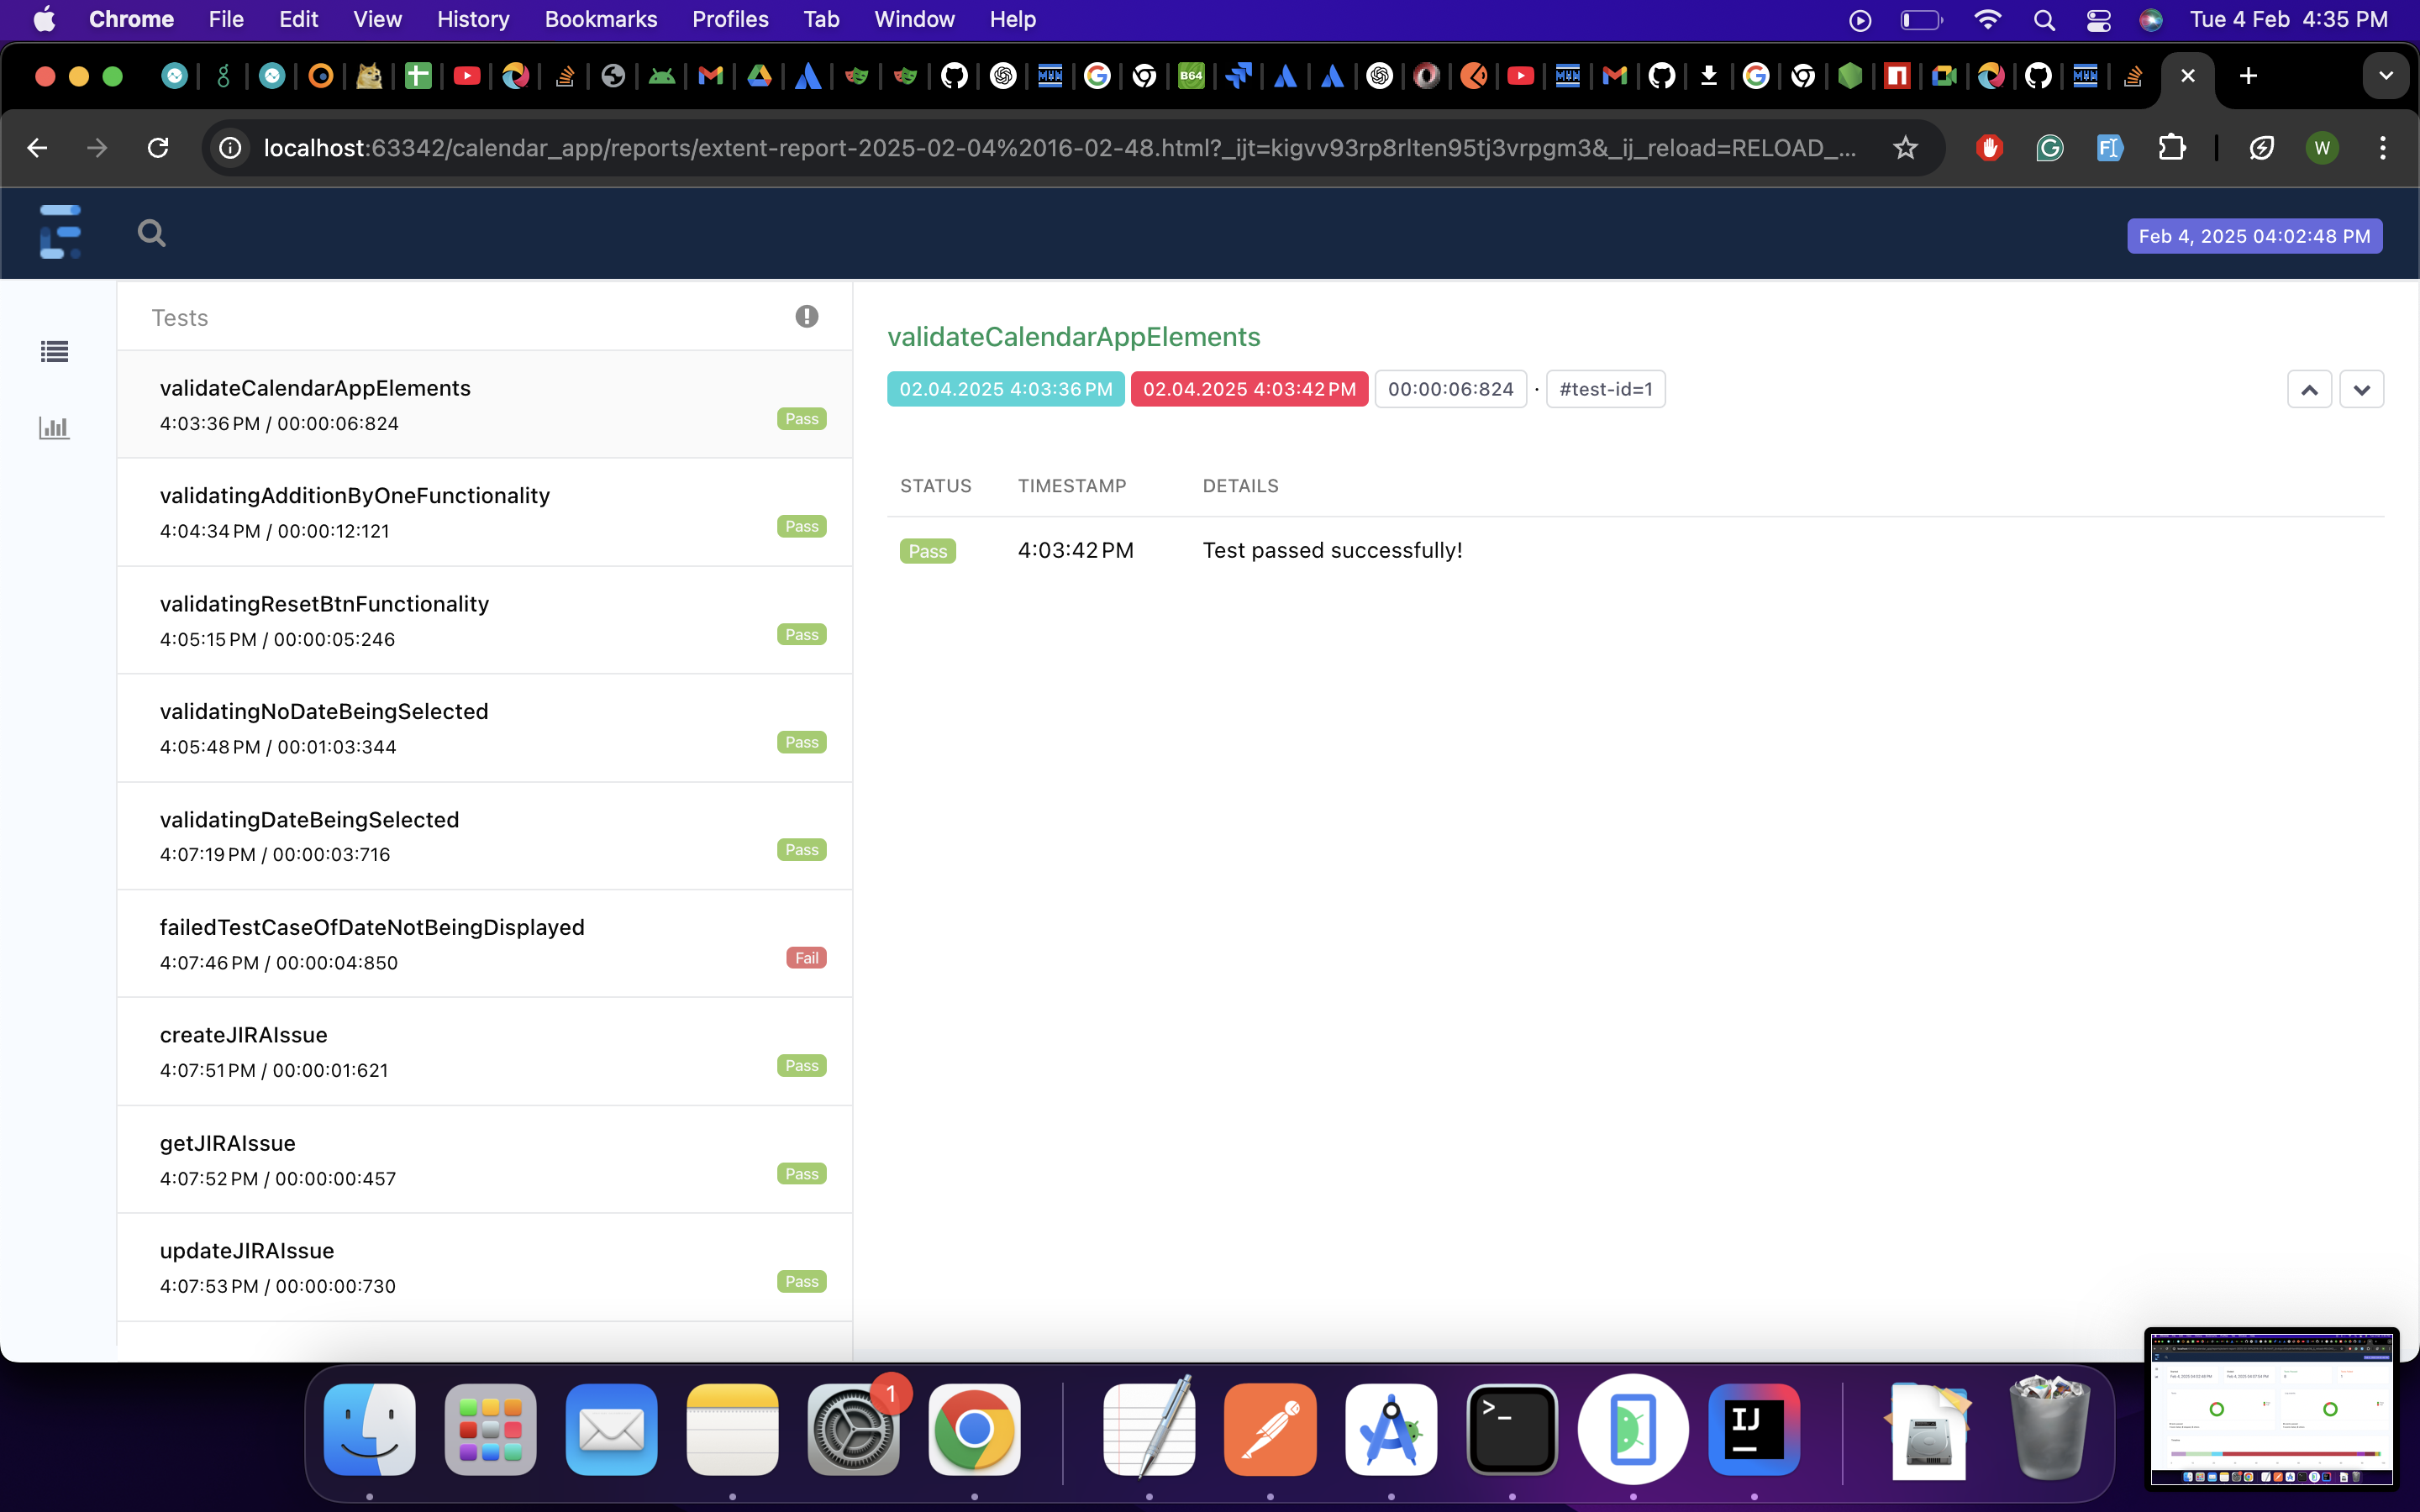 Chrome File Edit View History Bookmarks Profiles Tab Window Help Tue 4 Feb 4:35 PM
B64
localhost:63342/calendar_app/reports/extent-report-2025-02-04%2016-02-48.html?_ijt=kigvv93rp8rlten95tj3vrpgm3&_ij_reload=RELOAD_... W
Feb 4, 2025 04:02:48 PM
Tests
validateCalendarAppElements
4:03:36 PM / 00:00:06:824
Pass
validatingAdditionByOneFunctionality
4:04:34 PM / 00:00:12:121
Pass
validatingResetBtnFunctionality
4:05:15 PM / 00:00:05:246
Pass
validatingNoDateBeingSelected
4:05:48 PM / 00:01:03:344
Pass
validatingDateBeingSelected
4:07:19 PM / 00:00:03:716
Pass
failedTestCaseOfDateNotBeingDisplayed
4:07:46 PM / 00:00:04:850
Fail
createJIRAIssue
4:07:51 PM / 00:00:01:621
Pass
getJIRAIssue
4:07:52 PM / 00:00:00:457
Pass
updateJIRAIssue
4:07:53 PM / 00:00:00:730
Pass
validateCalendarAppElements
02.04.2025 4:03:36 PM 02.04.2025 4:03:42 PM 00:00:06:824 · #test-id=1
STATUS TIMESTAMP DETAILS
Pass 4:03:42 PM Test passed successfully!
1
>_
IJ